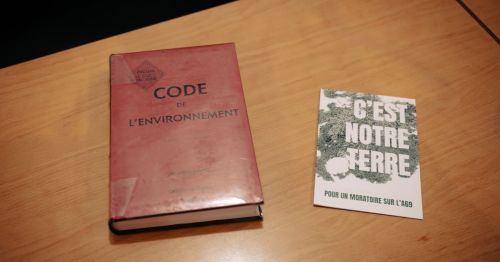 CODE
DE
L'ENVIRONNEMENT
C'EST
NOTRE
TERRE
POUR UN MORATOIRE SUR L'A69